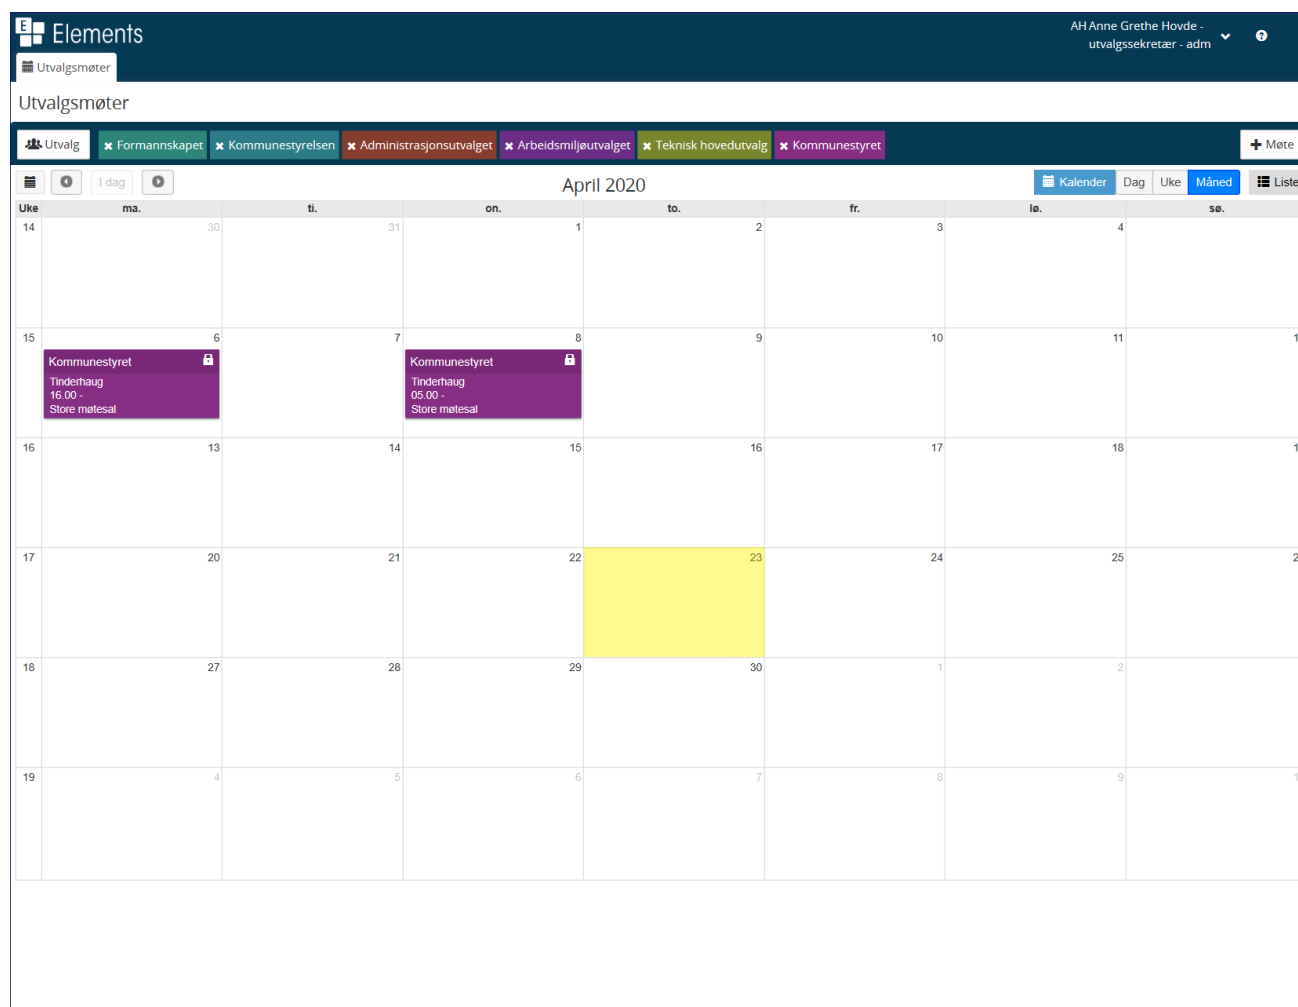 E Elements
AH Anne Grethe Hovde -
utvalgssekretær - adm
Utvalgsmøter
Utvalgsmøter
Utvalg × Formannskapet × Kommunestyrelsen × Administrasjonsutvalget × Arbeidsmiljøutvalget × Teknisk hovedutvalg × Kommunestyret + Møte
I dag April 2020 Kalender Dag Uke Måned Liste
Uke ma. ti. on. to. fr. lø. sø.
14 30 31 1 2 3 4
15 6 7 8 9 10 11 1
Kommunestyret Kommunestyret
Tinderhaug Tinderhaug
16.00 - 05.00 -
Store møtesal Store møtesal
16 13 14 15 16 17 18 1
17 20 21 22 23 24 25 2
18 27 28 29 30 1 2
19 4 5 6 7 8 9 1